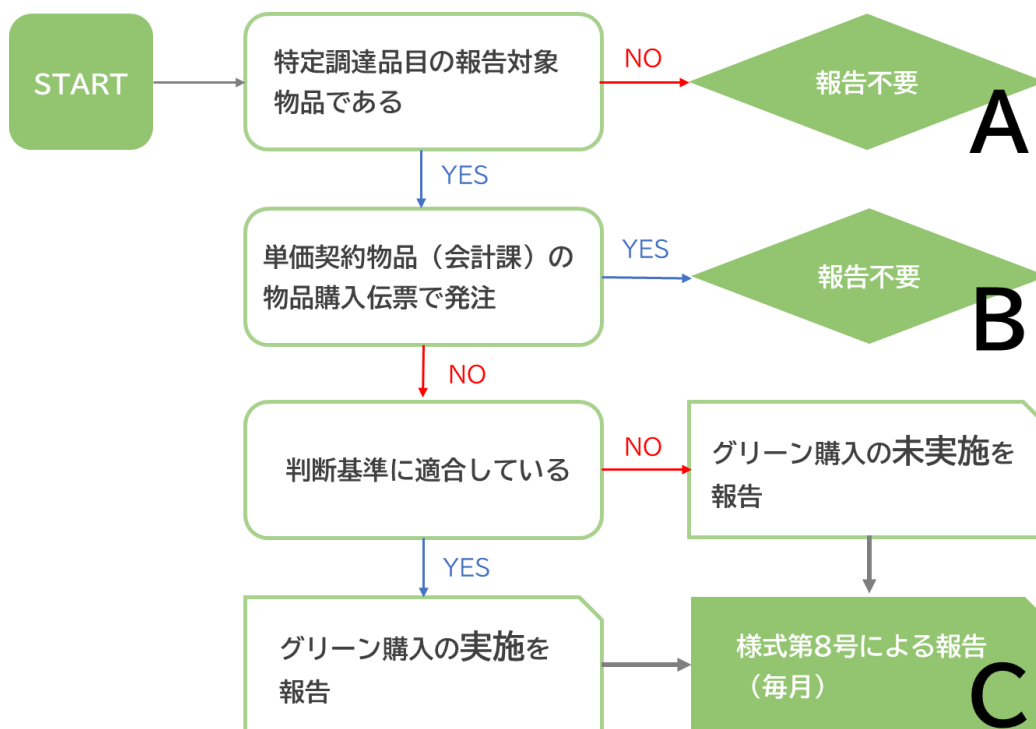 START
特定調達品目の報告対象
物品である
NO
報告不要
A
YES
単価契約物品（会計課）の
物品購入伝票で発注
YES
報告不要
B
NO
判断基準に適合している
NO
グリーン購入の未実施を
報告
YES
グリーン購入の実施を
報告
様式第8号による報告
（毎月）
C